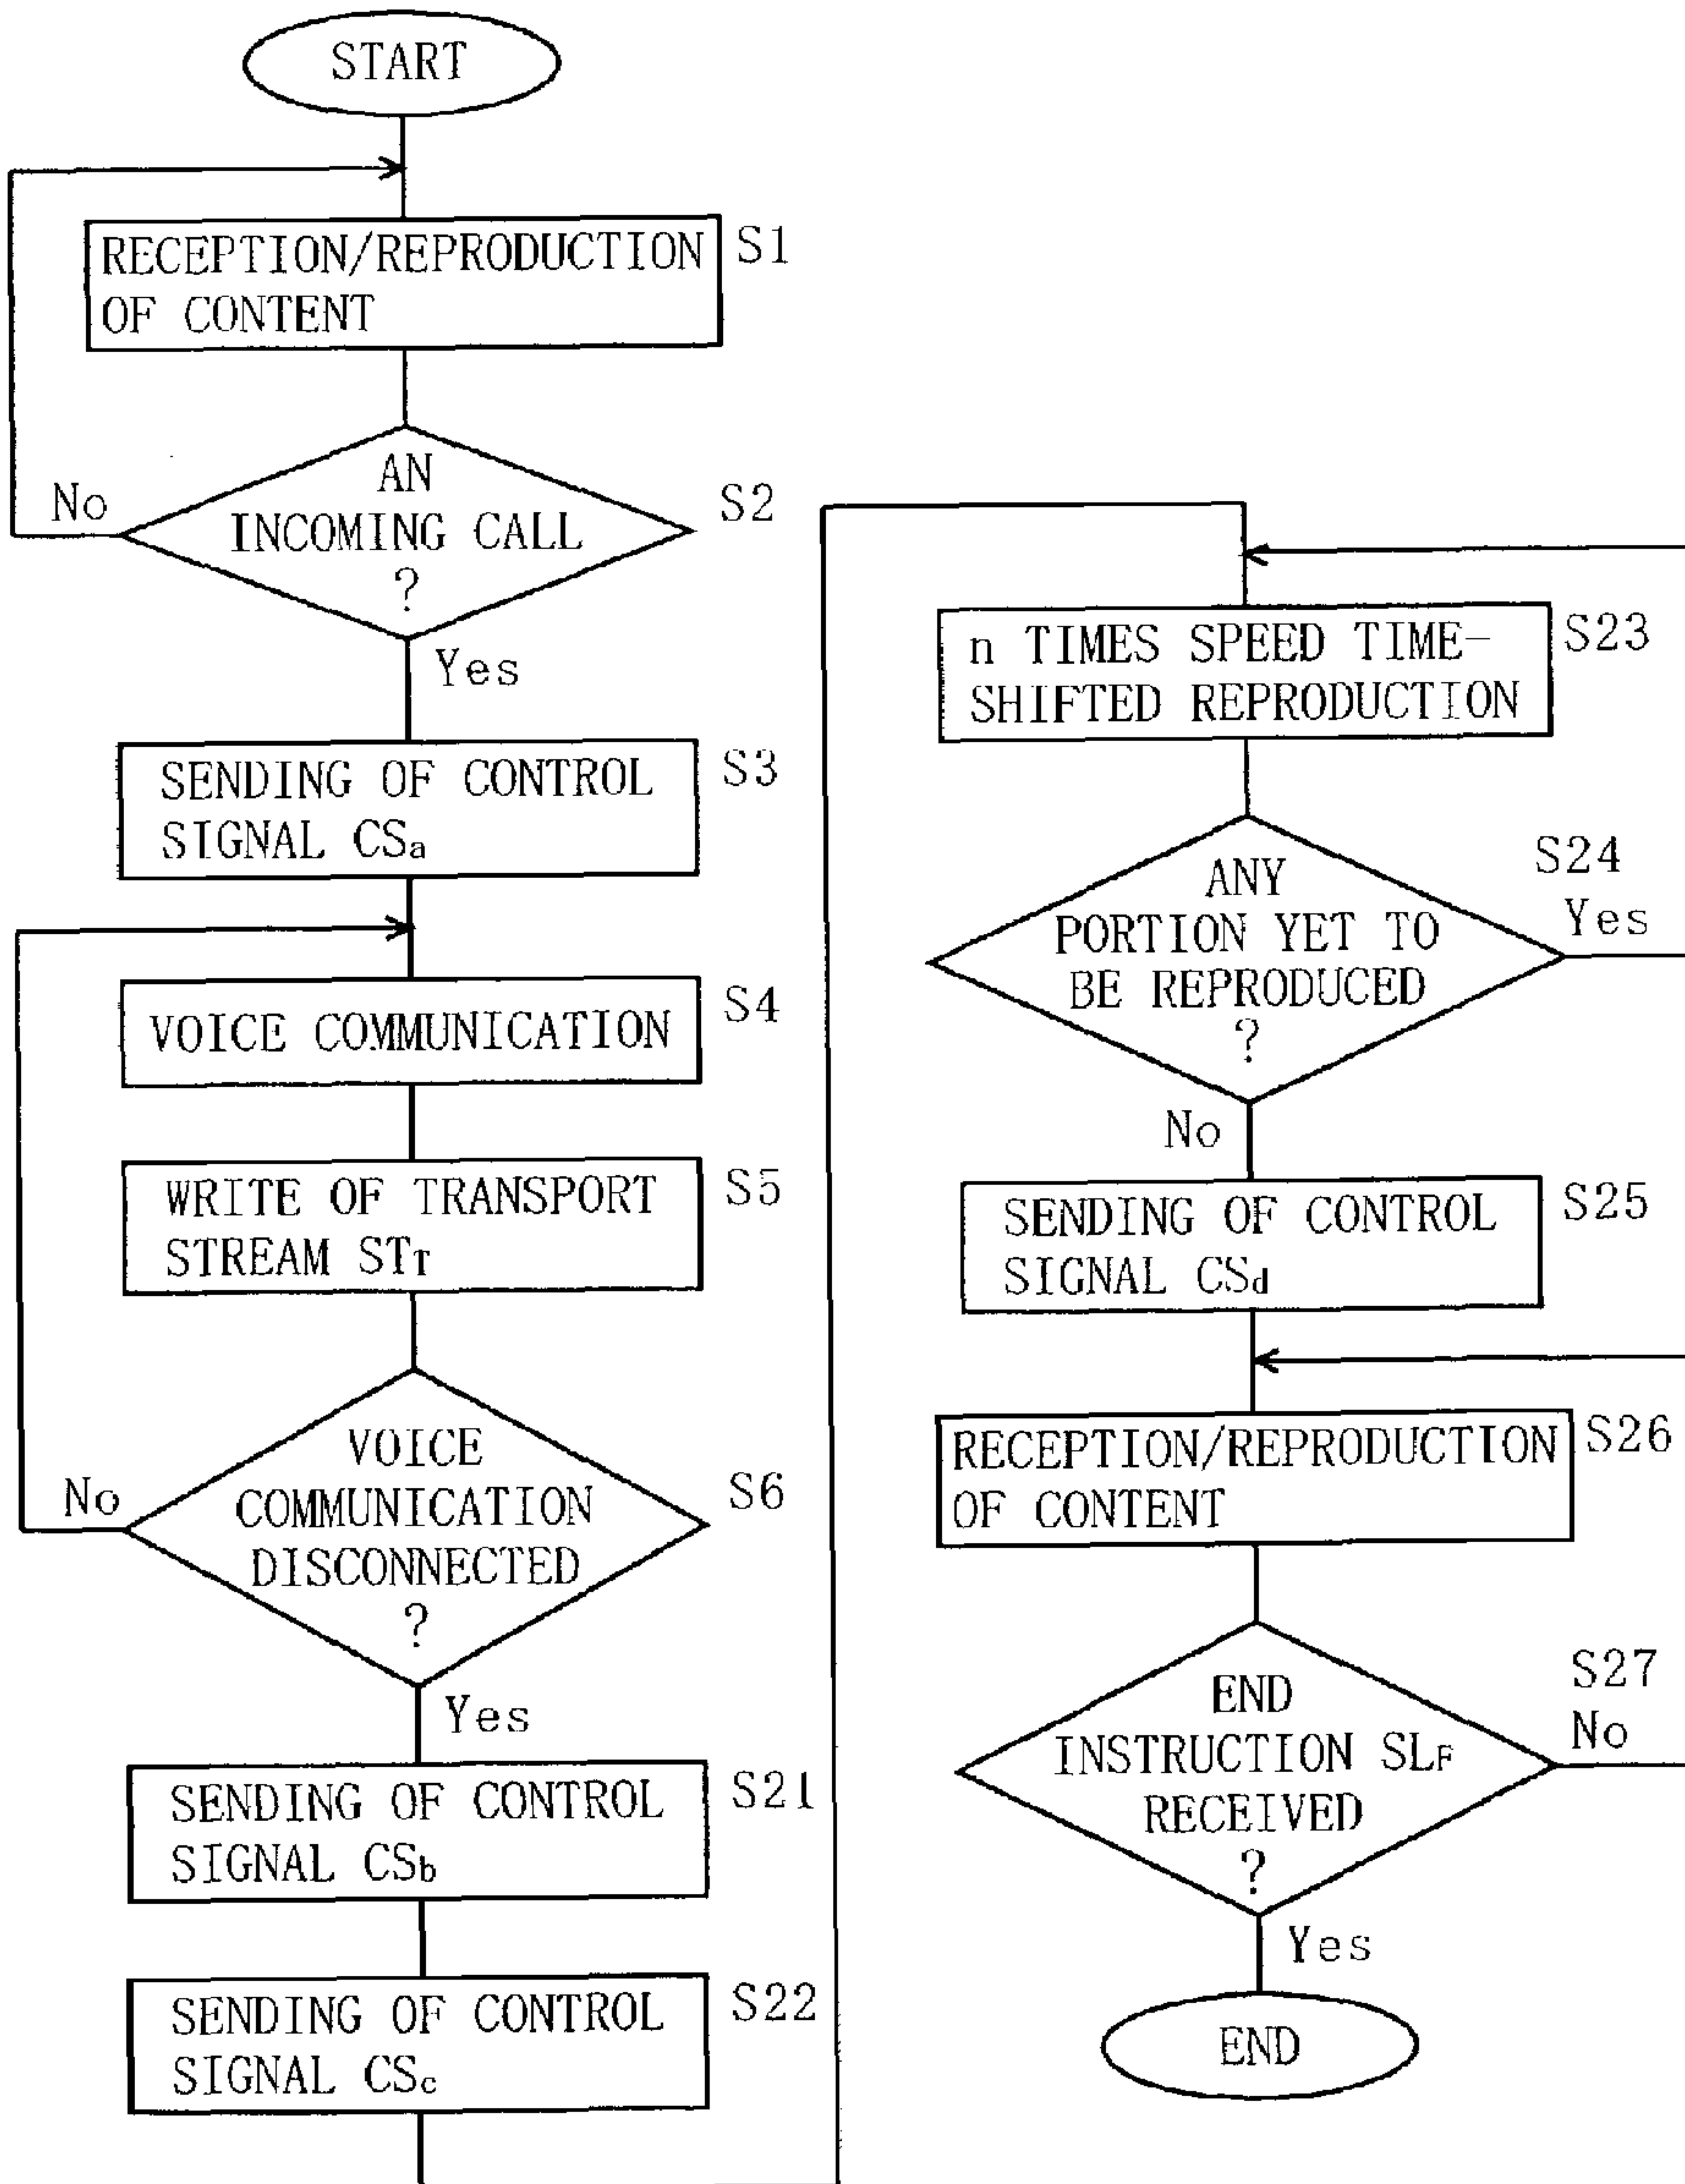 START
RECEPTION/REPRODUCTION
OF CONTENT
S1
AN
INCOMING CALL
?
S2
No
Yes
SENDING OF CONTROL
SIGNAL CSa
S3
VOICE COMMUNICATION
S4
WRITE OF TRANSPORT
STREAM STT
S5
VOICE
COMMUNICATION
DISCONNECTED
?
S6
No
Yes
SENDING OF CONTROL
SIGNAL CSb
S21
SENDING OF CONTROL
SIGNAL CSc
S22
n TIMES SPEED TIME-
SHIFTED REPRODUCTION
S23
ANY
PORTION YET TO
BE REPRODUCED
?
S24
Yes
No
SENDING OF CONTROL
SIGNAL CSd
S25
RECEPTION/REPRODUCTION
OF CONTENT
S26
END
INSTRUCTION SLF
RECEIVED
?
S27
No
Yes
END